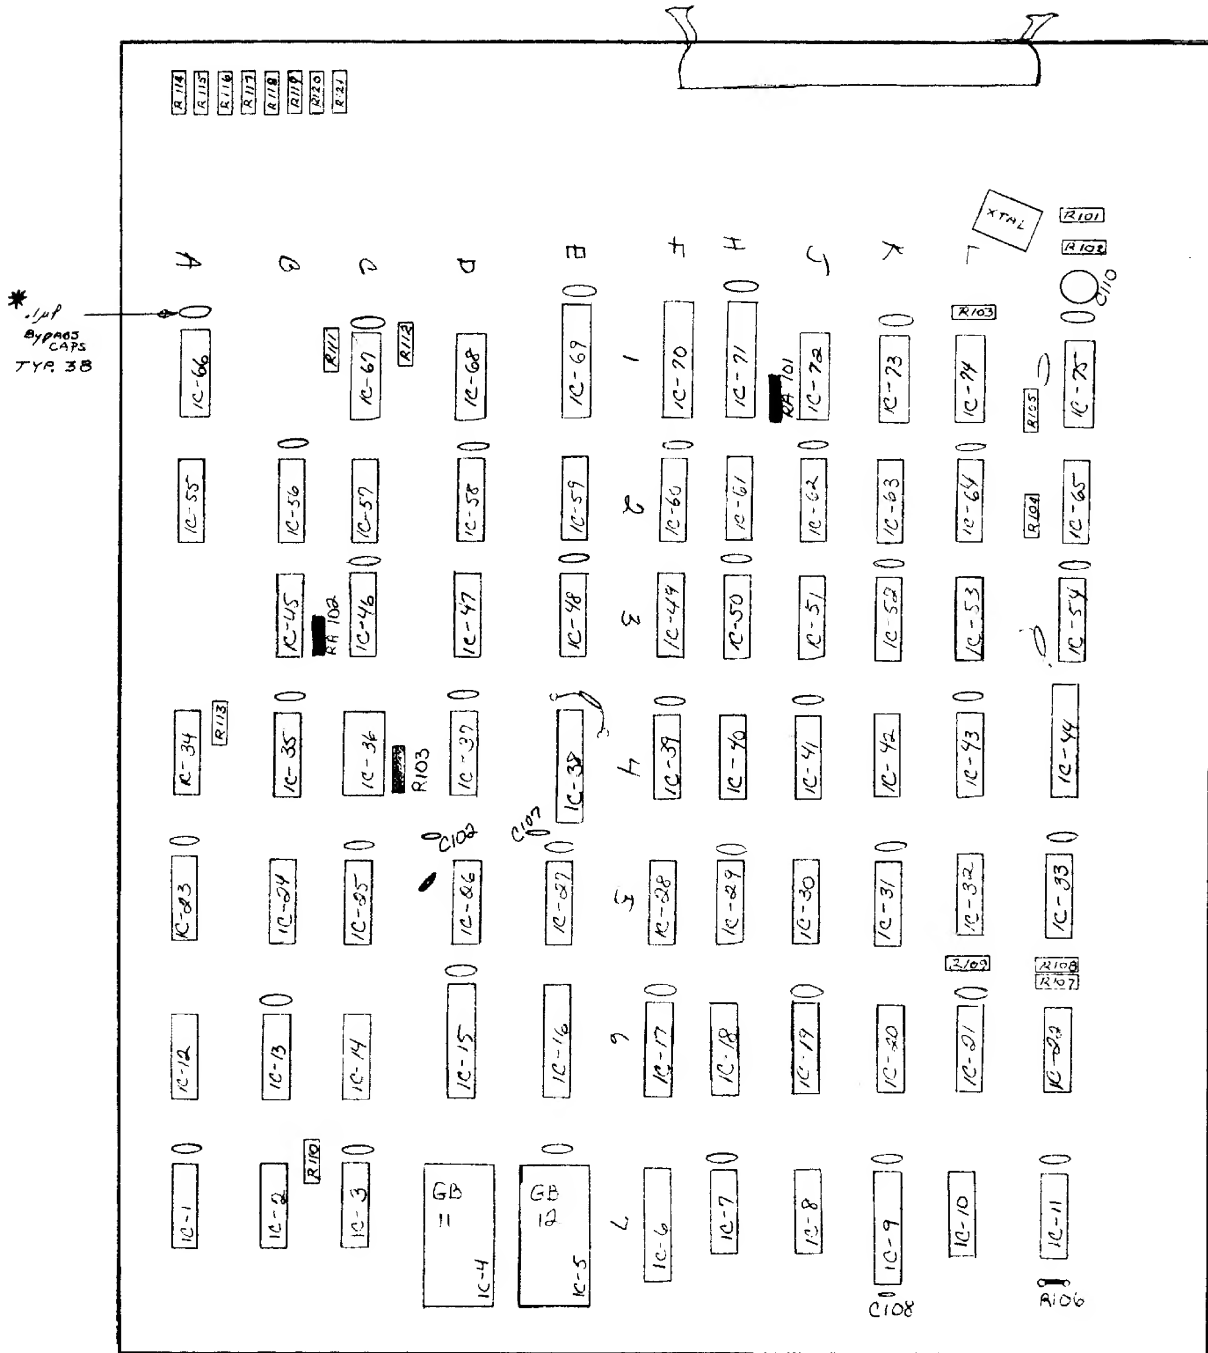 R114 R115 R116 R117 R118 R119 R120 R121
XTAL
R101
R102
C110
A B C D E F H J K L
* .1µf
BYPASS
CAPS
TYP. 38
R111
R112
R103
IC-66 IC-67 IC-68 IC-69 1 IC-70 IC-71 RA 101 IC-72 IC-73 IC-74 R105 IC-75
IC-55 IC-56 IC-57 IC-58 IC-59 2 IC-60 IC-61 IC-62 IC-63 IC-64 R104 IC-65
IC-45 RA 102 IC-46 IC-47 IC-48 3 IC-49 IC-50 IC-51 IC-52 IC-53 IC-54
IC-34 R113 IC-35 IC-36 R103 IC-37 IC-38 4 IC-39 IC-40 IC-41 IC-42 IC-43 IC-44
C102 C107
IC-23 IC-24 IC-25 IC-26 IC-27 5 IC-28 IC-29 IC-30 IC-31 IC-32 IC-33
R109 R108
R107
IC-12 IC-13 IC-14 IC-15 IC-16 6 IC-17 IC-18 IC-19 IC-20 IC-21 IC-22
R110
IC-1 IC-2 IC-3 GB 11 IC-4 GB 12 IC-5 7 IC-6 IC-7 IC-8 IC-9 IC-10 IC-11
C108
R106